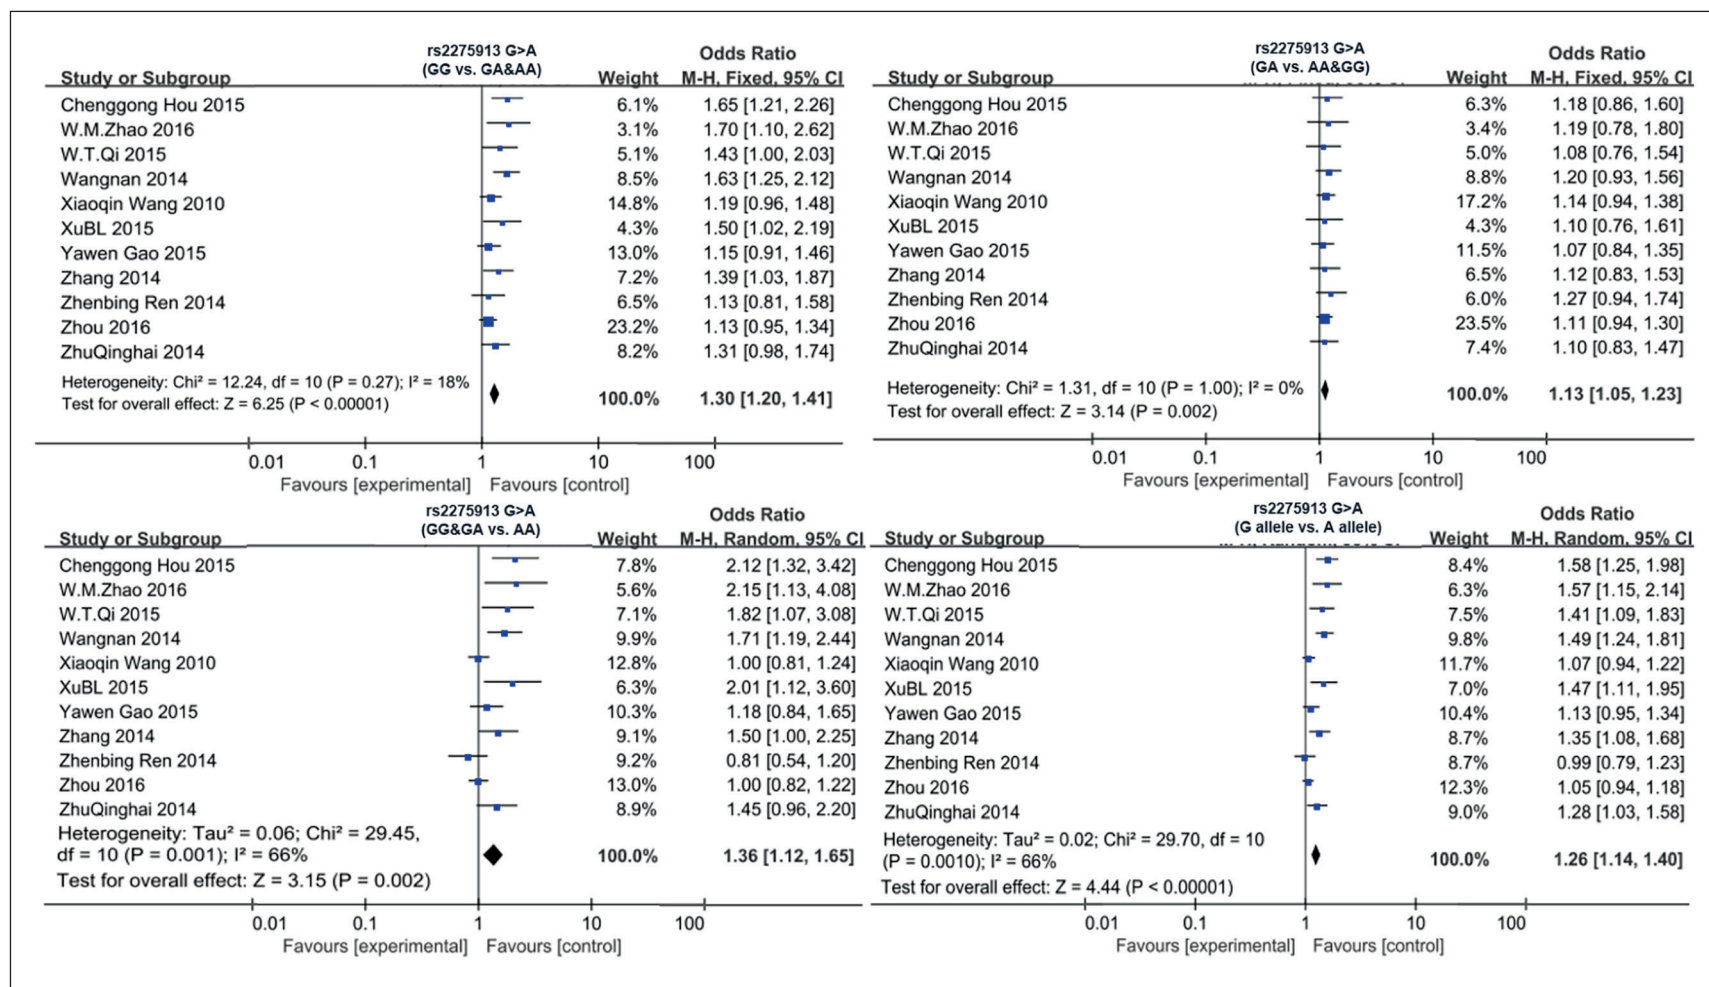 rs2275913 G>A
(GG vs. GA&AA)
Odds Ratio
Study or Subgroup Weight M-H, Fixed, 95% CI
Chenggong Hou 2015 6.1% 1.65 [1.21, 2.26]
W.M.Zhao 2016 3.1% 1.70 [1.10, 2.62]
W.T.Qi 2015 5.1% 1.43 [1.00, 2.03]
Wangnan 2014 8.5% 1.63 [1.25, 2.12]
Xiaoqin Wang 2010 14.8% 1.19 [0.96, 1.48]
XuBL 2015 4.3% 1.50 [1.02, 2.19]
Yawen Gao 2015 13.0% 1.15 [0.91, 1.46]
Zhang 2014 7.2% 1.39 [1.03, 1.87]
Zhenbing Ren 2014 6.5% 1.13 [0.81, 1.58]
Zhou 2016 23.2% 1.13 [0.95, 1.34]
ZhuQinghai 2014 8.2% 1.31 [0.98, 1.74]
Heterogeneity: Chi² = 12.24, df = 10 (P = 0.27); I² = 18%
Test for overall effect: Z = 6.25 (P < 0.00001) 100.0% 1.30 [1.20, 1.41]
0.01 0.1 1 10 100
Favours [experimental] Favours [control]
rs2275913 G>A
(GA vs. AA&GG)
Odds Ratio
Study or Subgroup Weight M-H, Fixed, 95% CI
Chenggong Hou 2015 6.3% 1.18 [0.86, 1.60]
W.M.Zhao 2016 3.4% 1.19 [0.78, 1.80]
W.T.Qi 2015 5.0% 1.08 [0.76, 1.54]
Wangnan 2014 8.8% 1.20 [0.93, 1.56]
Xiaoqin Wang 2010 17.2% 1.14 [0.94, 1.38]
XuBL 2015 4.3% 1.10 [0.76, 1.61]
Yawen Gao 2015 11.5% 1.07 [0.84, 1.35]
Zhang 2014 6.5% 1.12 [0.83, 1.53]
Zhenbing Ren 2014 6.0% 1.27 [0.94, 1.74]
Zhou 2016 23.5% 1.11 [0.94, 1.30]
ZhuQinghai 2014 7.4% 1.10 [0.83, 1.47]
Heterogeneity: Chi² = 1.31, df = 10 (P = 1.00); I² = 0% 100.0% 1.13 [1.05, 1.23]
Test for overall effect: Z = 3.14 (P = 0.002)
0.01 0.1 1 10 100
Favours [experimental] Favours [control]
rs2275913 G>A
(GG&GA vs. AA)
Odds Ratio
Study or Subgroup Weight M-H, Random, 95% CI
Chenggong Hou 2015 7.8% 2.12 [1.32, 3.42]
W.M.Zhao 2016 5.6% 2.15 [1.13, 4.08]
W.T.Qi 2015 7.1% 1.82 [1.07, 3.08]
Wangnan 2014 9.9% 1.71 [1.19, 2.44]
Xiaoqin Wang 2010 12.8% 1.00 [0.81, 1.24]
XuBL 2015 6.3% 2.01 [1.12, 3.60]
Yawen Gao 2015 10.3% 1.18 [0.84, 1.65]
Zhang 2014 9.1% 1.50 [1.00, 2.25]
Zhenbing Ren 2014 9.2% 0.81 [0.54, 1.20]
Zhou 2016 13.0% 1.00 [0.82, 1.22]
ZhuQinghai 2014 8.9% 1.45 [0.96, 2.20]
Heterogeneity: Tau² = 0.06; Chi² = 29.45,
df = 10 (P = 0.001); I² = 66% 100.0% 1.36 [1.12, 1.65]
Test for overall effect: Z = 3.15 (P = 0.002)
0.01 0.1 1 10 100
Favours [experimental] Favours [control]
rs2275913 G>A
(G allele vs. A allele)
Odds Ratio
Study or Subgroup Weight M-H, Random, 95% CI
Chenggong Hou 2015 8.4% 1.58 [1.25, 1.98]
W.M.Zhao 2016 6.3% 1.57 [1.15, 2.14]
W.T.Qi 2015 7.5% 1.41 [1.09, 1.83]
Wangnan 2014 9.8% 1.49 [1.24, 1.81]
Xiaoqin Wang 2010 11.7% 1.07 [0.94, 1.22]
XuBL 2015 7.0% 1.47 [1.11, 1.95]
Yawen Gao 2015 10.4% 1.13 [0.95, 1.34]
Zhang 2014 8.7% 1.35 [1.08, 1.68]
Zhenbing Ren 2014 8.7% 0.99 [0.79, 1.23]
Zhou 2016 12.3% 1.05 [0.94, 1.18]
ZhuQinghai 2014 9.0% 1.28 [1.03, 1.58]
Heterogeneity: Tau² = 0.02; Chi² = 29.70, df = 10
(P = 0.0010); I² = 66% 100.0% 1.26 [1.14, 1.40]
Test for overall effect: Z = 4.44 (P < 0.00001)
0.01 0.1 1 10 100
Favours [experimental] Favours [control]